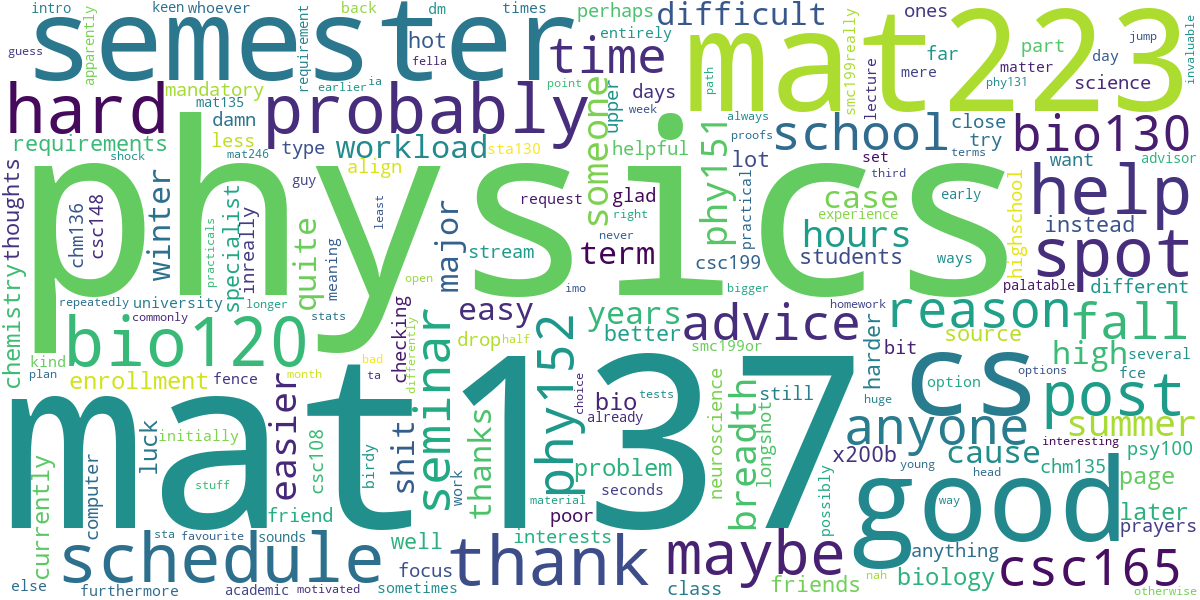 intro
keen
whoever
back
dm
times
perhaps
difficult
ones
semester
apparently
requirement
hot
guess
fella
time
entirely
mat223
mere
far
part
day
jump
invaluable
matter
science
phy131
path
smc199really
lecture
earlier
ia
point
mandatory
hard
mat135
probably
damn
someone
days
week
upper
always
school
close
try
bio130
requirements
less
type
workload
sta130
helpful
proofs
set
terms
advisor
shock
mat246
align
phy151
lot
want
third
physics
thoughts
chm136
csc148
winter
specialist
inreally
guy
quite
meaning
least
major
request
glad
right
never
practical
case
experience
early
highschool
help
instead
hours
students
spot
stream
term
csc199
ways
chemistry
practicals
open
imo
bigger
palatable
different
repeatedly
university
longer
stats
commonly
bio120
checking
differently
easy
years
better
advice
homework
reason
source
fall
kind
bad
drop
half
smc199or
harder
bit
high
several
plan
enrollment
fence
month
ta
seminar
phy152
choice
tests
neuroscience
breadth
still
longshot
option
options
fce
cs
huge
post
mat137
easier
bio
already
anyone
summer
luck
initially
csc108
birdy
shit
thanks
problem
interesting
cause
x200b
chm135
psy100
young
head
page
currently
computer
stuff
work
material
seconds
possibly
good
way
later
friend
poor
prayers
sta
favourite
sounds
well
interests
maybe
anything
schedule
focus
thank
friends
nah
biology
csc165
else
furthermore
academic
motivated
sometimes
class
otherwise